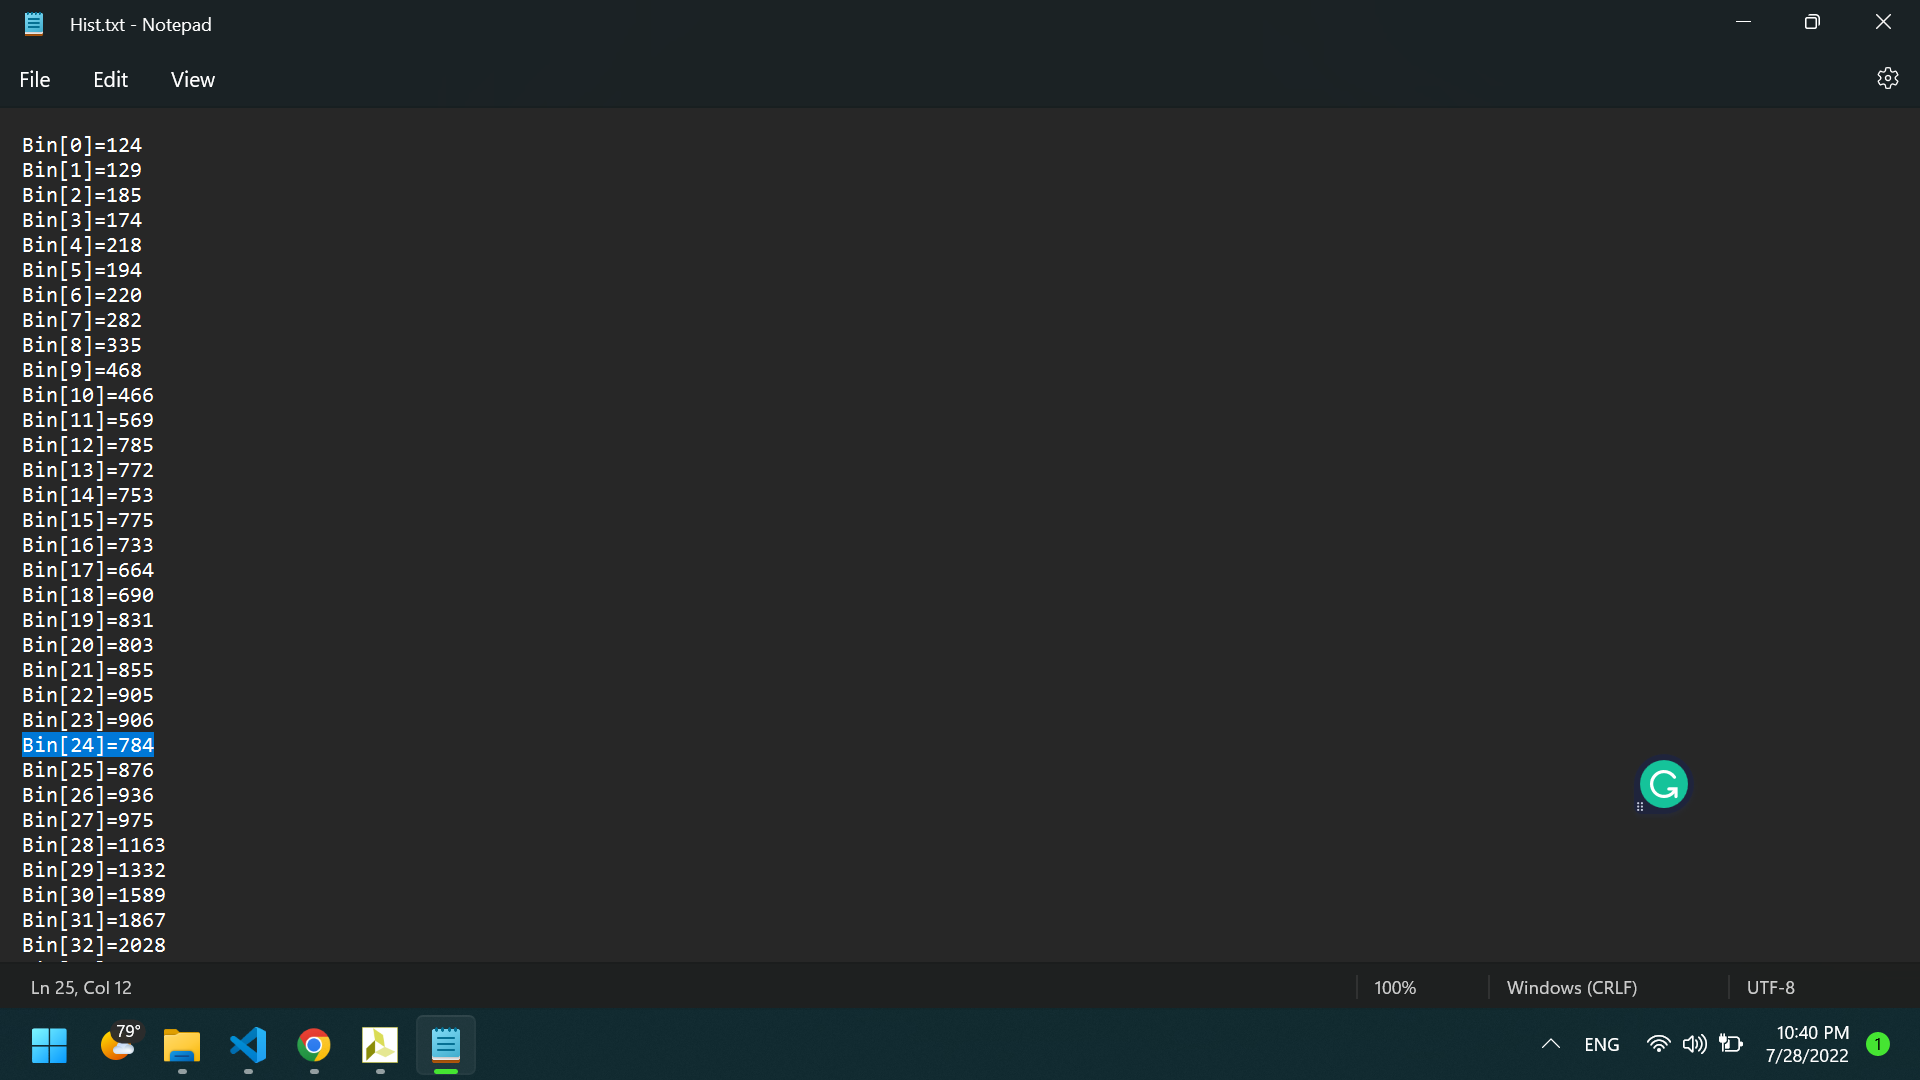 Hist.txt - Notepad
File Edit View
Bin[0]=124
Bin[1]=129
Bin[2]=185
Bin[3]=174
Bin[4]=218
Bin[5]=194
Bin[6]=220
Bin[7]=282
Bin[8]=335
Bin[9]=468
Bin[10]=466
Bin[11]=569
Bin[12]=785
Bin[13]=772
Bin[14]=753
Bin[15]=775
Bin[16]=733
Bin[17]=664
Bin[18]=690
Bin[19]=831
Bin[20]=803
Bin[21]=855
Bin[22]=905
Bin[23]=906
Bin[24]=784
Bin[25]=876
Bin[26]=936
Bin[27]=975
Bin[28]=1163
Bin[29]=1332
Bin[30]=1589
Bin[31]=1867
Bin[32]=2028
Ln 25, Col 12 100% Windows (CRLF) UTF-8
79°
ENG
10:40 PM
7/28/2022
1